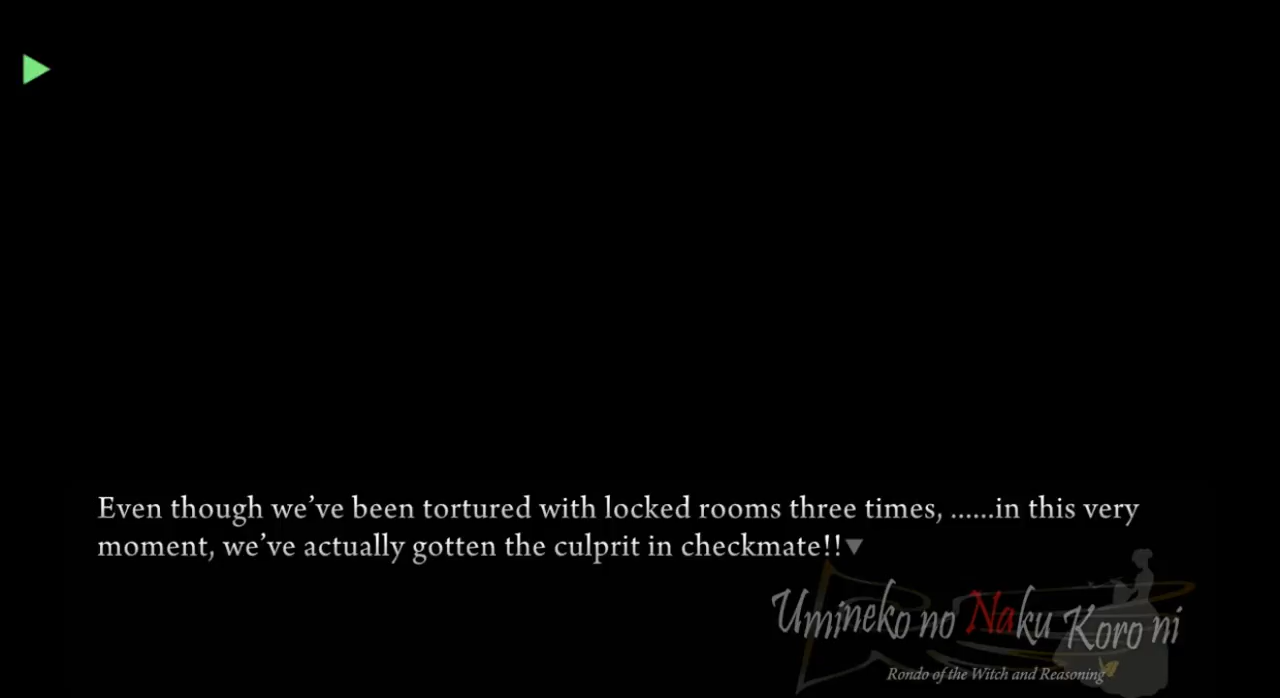 Even though we’ve been tortured with locked rooms three times, ......in this very
moment, we’ve actually gotten the culprit in checkmate!!
Umineko no Naku Koro ni
Rondo of the Witch and Reasoning